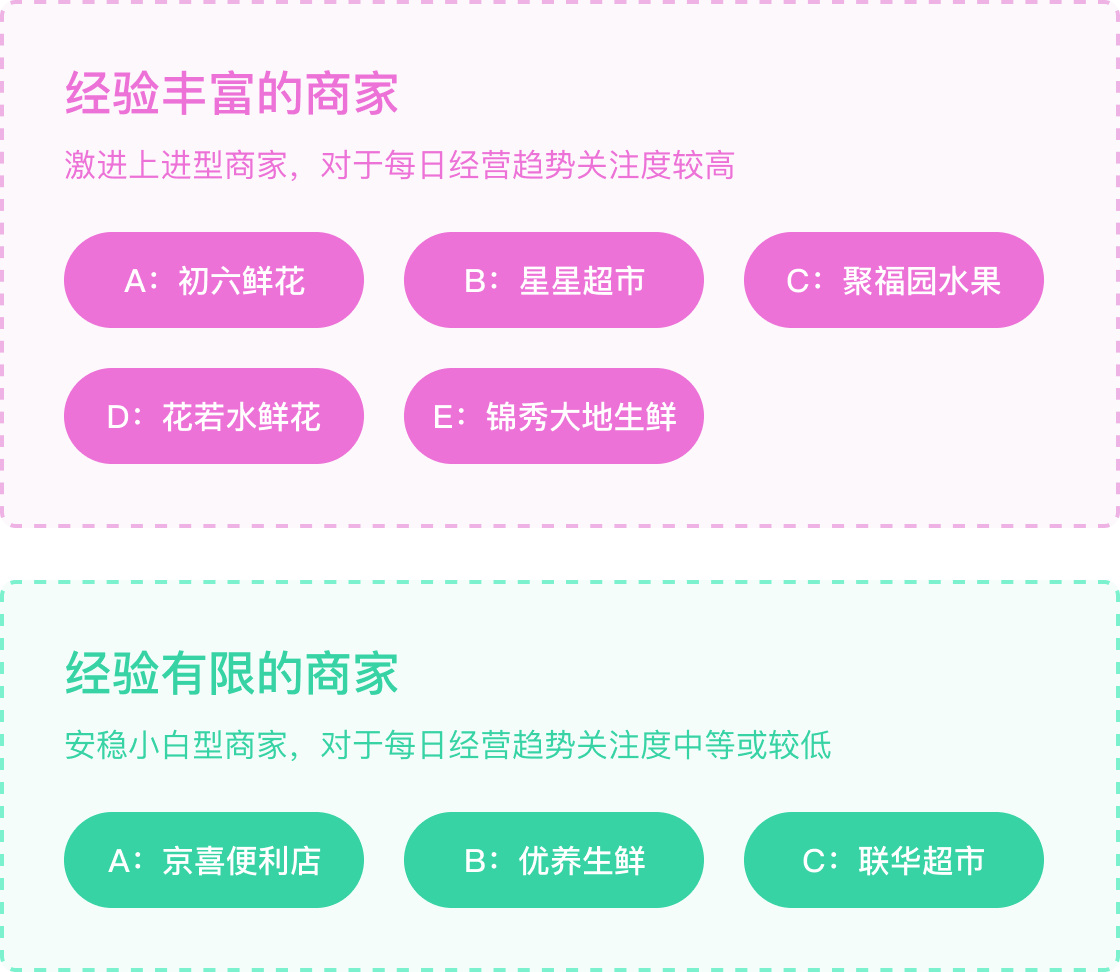 经验丰富的商家
激进上进型商家，对于每日经营趋势关注度较高
A：初六鲜花
B：星星超市
C：聚福园水果
D：花若水鲜花
E：锦秀大地生鲜
经验有限的商家
安稳小白型商家，对于每日经营趋势关注度中等或较低
A：京喜便利店
B：优养生鲜
C：联华超市